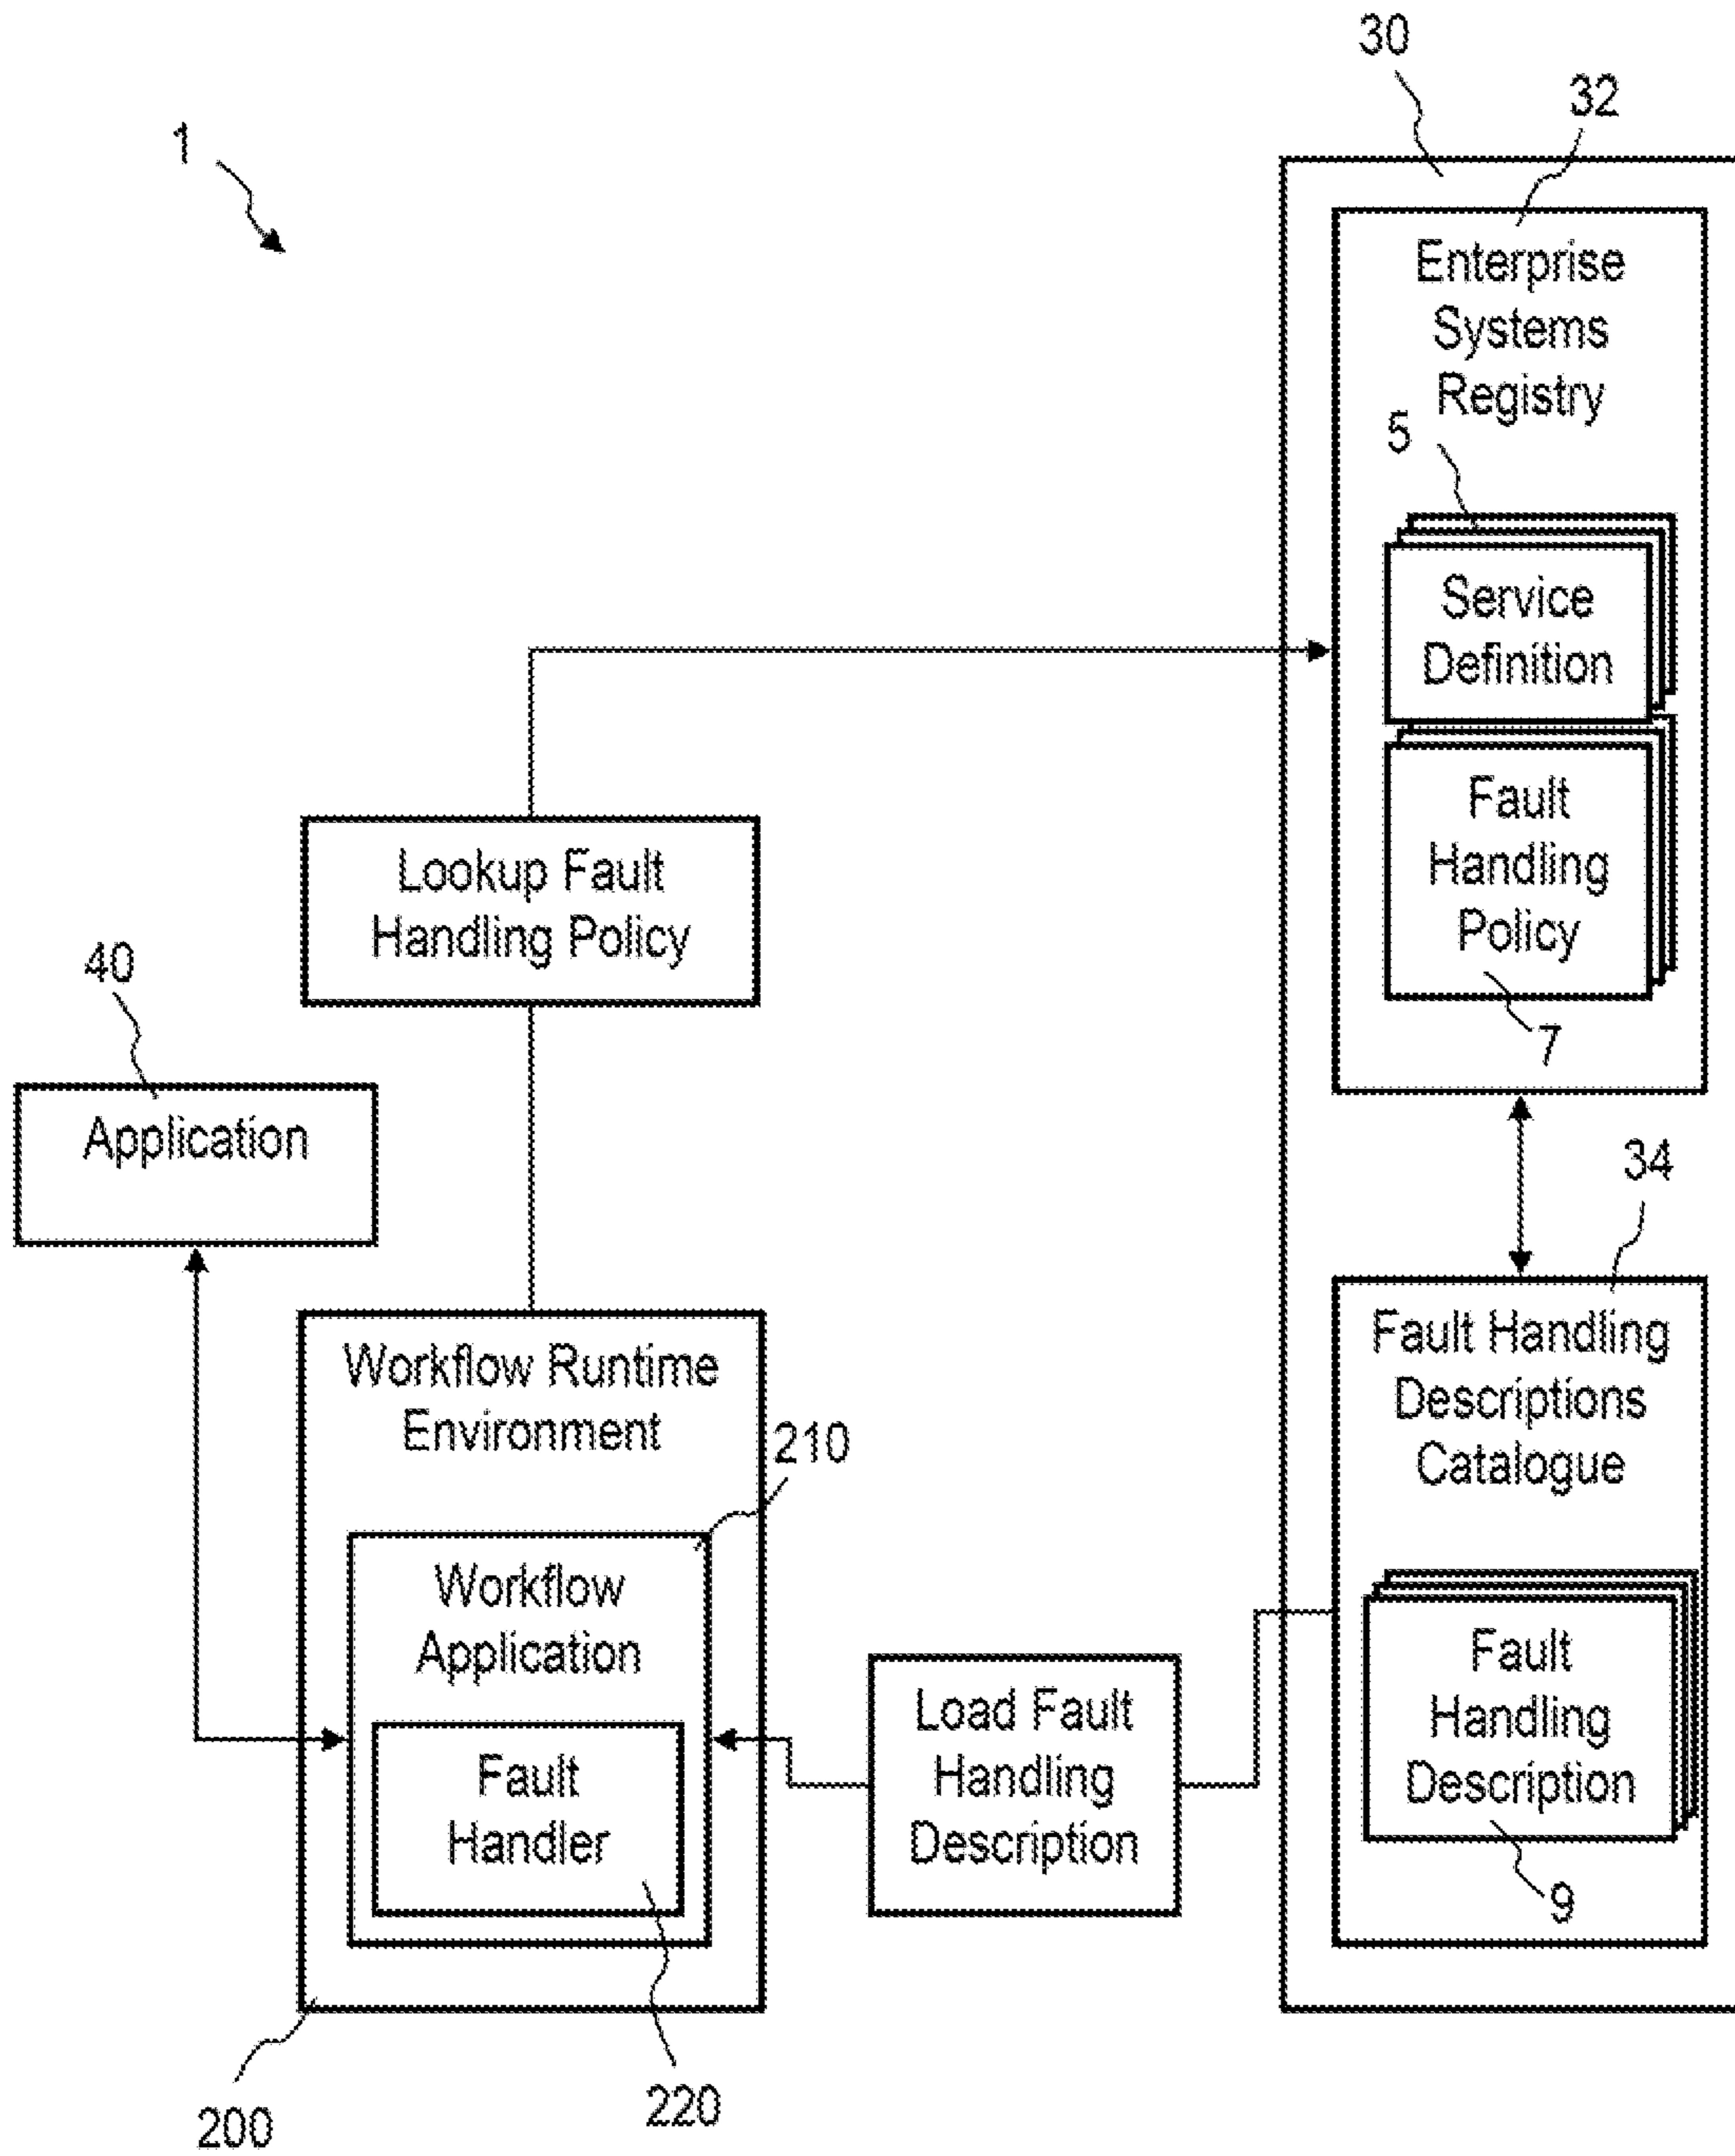 30
32
1
Enterprise
Systems
Registry
5
Service
Definition
Fault
Handling
Policy
7
Lookup Fault
Handling Policy
40
Application
34
Fault Handling
Descriptions
Catalogue
Workflow Runtime
Environment
210
Workflow
Application
Fault
Handler
Load Fault
Handling
Description
Fault
Handling
Description
9
200
220